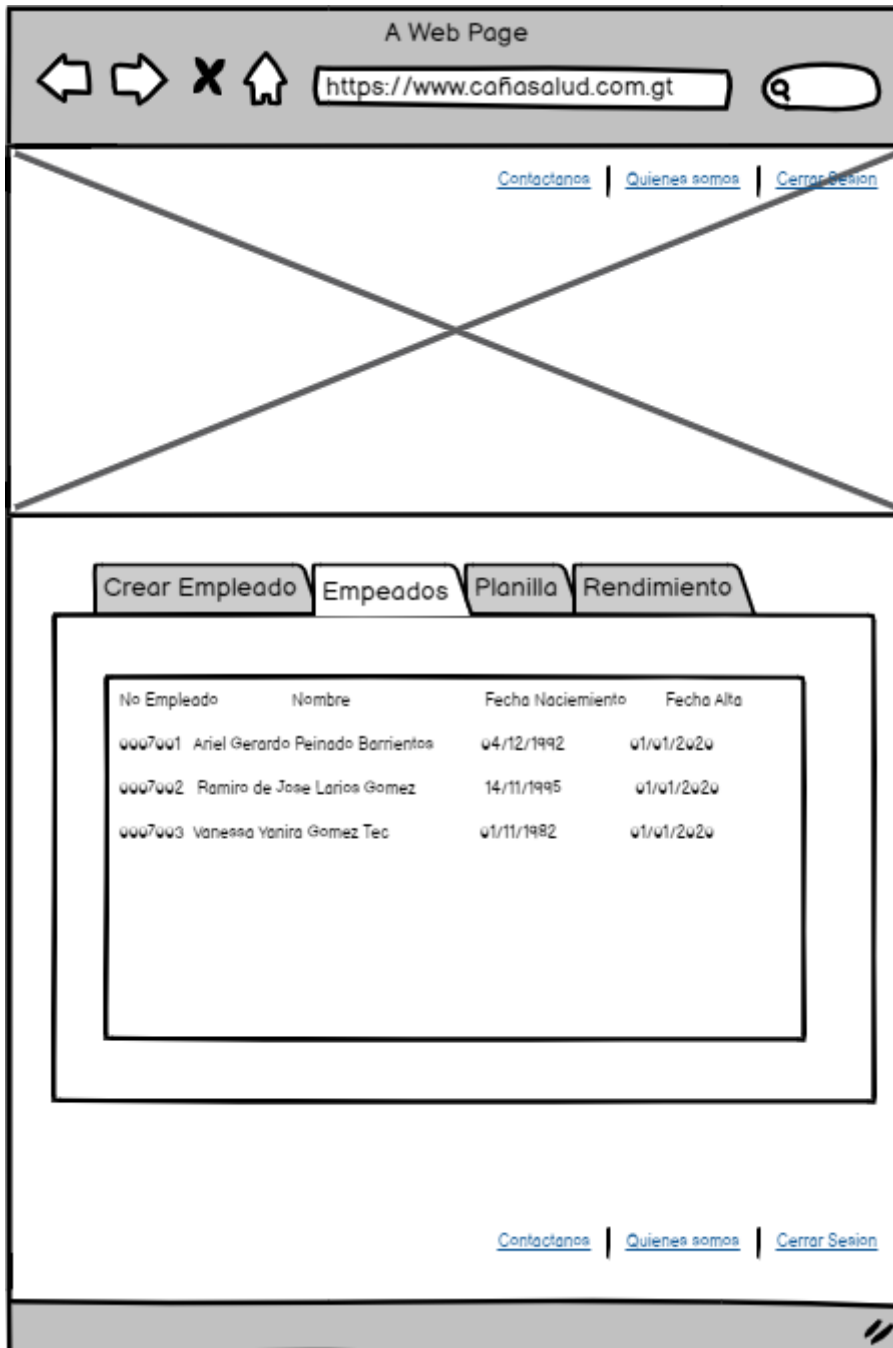 A Web Page
https://www.cañasalud.com.gt
Contactanos Quienes somos Cerrar Sesion
Crear Empleado Empeados Planilla Rendimiento
No Empleado Nombre Fecha Naciemiento Fecha Alta
0007001 Ariel Gerardo Peinado Barrientos 04/12/1992 01/01/2020
0007002 Ramiro de Jose Larios Gomez 14/11/1995 01/01/2020
0007003 Vanessa Yanira Gomez Tec 01/11/1982 01/01/2020
Contactanos Quienes somos Cerrar Sesion